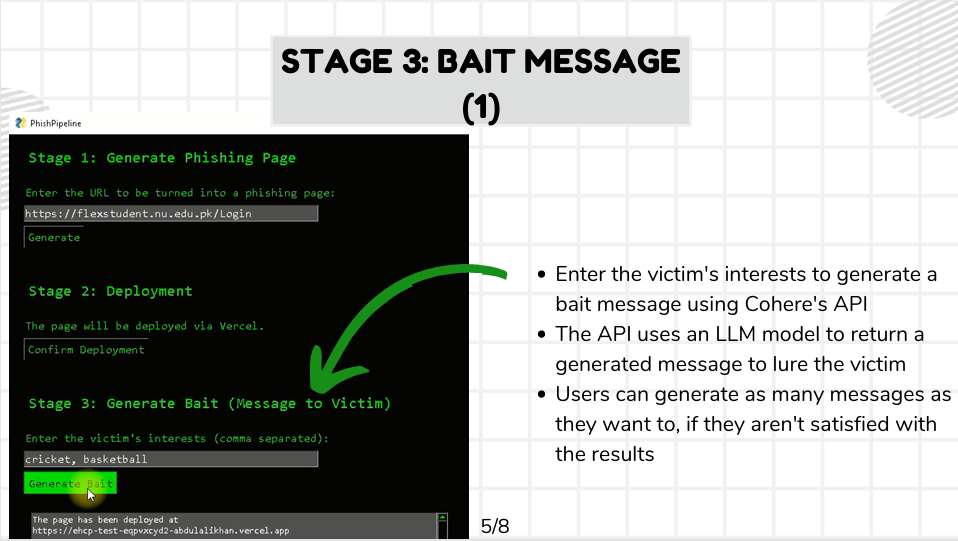 STAGE 3: BAIT MESSAGE
(1)
PhishPipeline
Stage 1: Generate Phishing Page
Enter the URL to be turned into a phishing page:
https://flexstudent.nu.edu.pk/Login
Generate
Stage 2: Deployment
The page will be deployed via Vercel.
Confirm Deployment
Stage 3: Generate Bait (Message to Victim)
Enter the victim's interests (comma separated):
cricket, basketball
Generate Bait
The page has been deployed at
https://ehcp-test-eqpvxcyd2-abdulalikhan.vercel.app
• Enter the victim's interests to generate a
bait message using Cohere's API
• The API uses an LLM model to return a
generated message to lure the victim
• Users can generate as many messages as
they want to, if they aren't satisfied with
the results
5/8